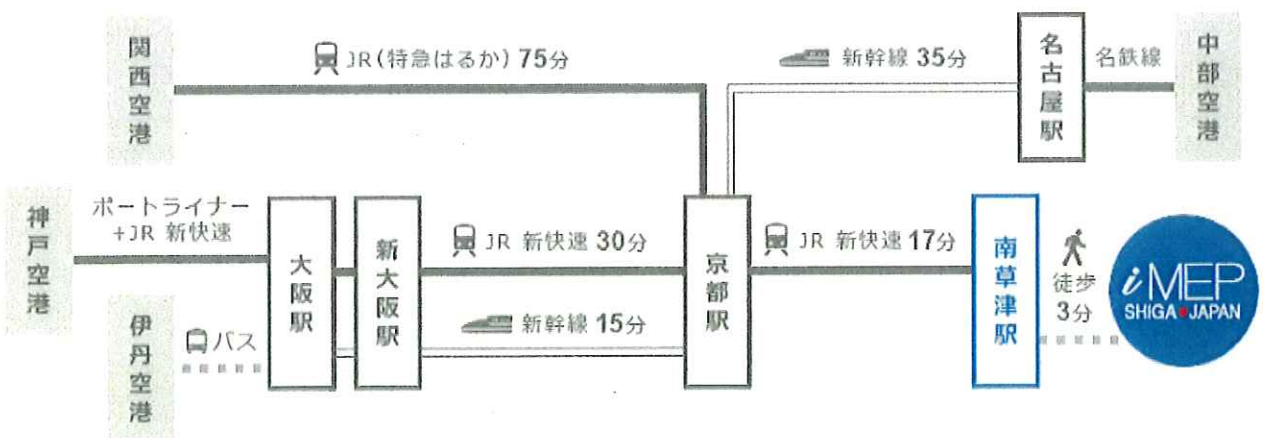 関西空港
JR(特急はるか) 75分
新幹線 35分
名古屋駅
名鉄線
中部空港
神戸空港
ポートライナー
+JR 新快速
大阪駅
新大阪駅
JR 新快速 30分
京都駅
JR 新快速 17分
南草津駅
徒歩
3分
iMEP
SHIGA●JAPAN
伊丹空港
バス
新幹線 15分